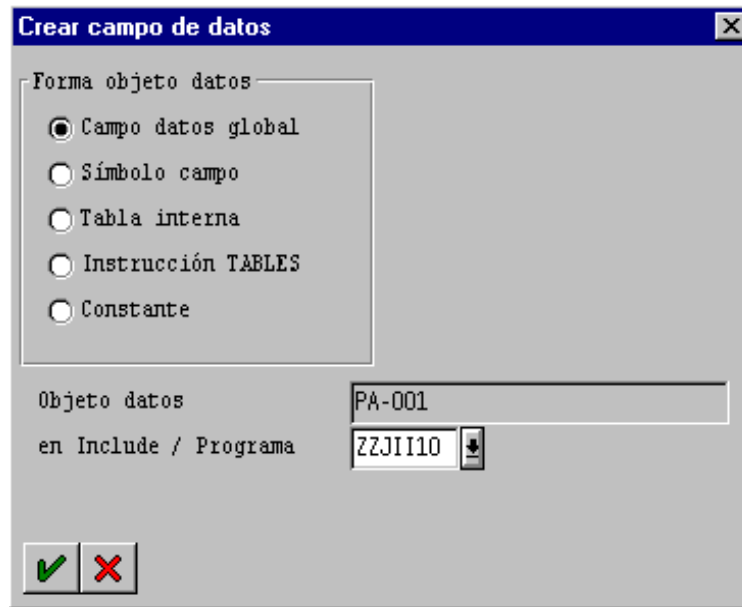 Crear campo de datos
Forma objeto datos
Campo datos global
Símbolo campo
Tabla interna
Instrucción TABLES
Constante
Objeto datos PA-001
en Include / Programa ZZJII10